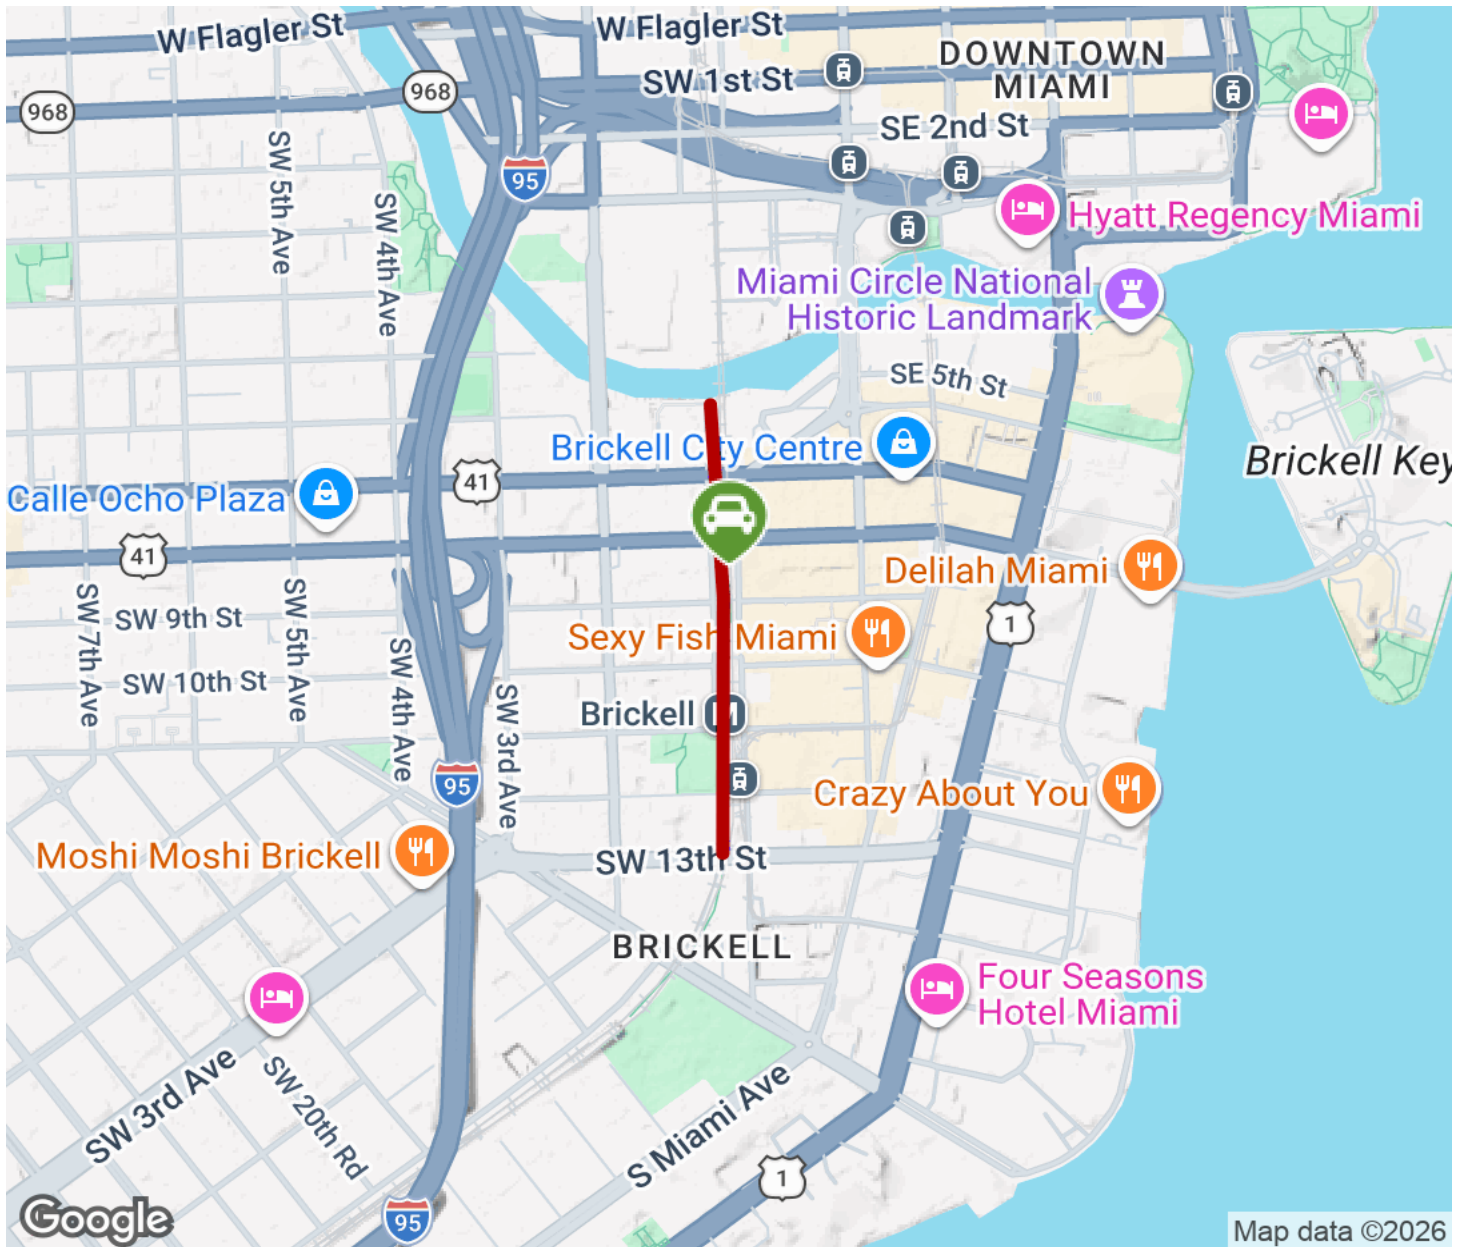 W Flagler St
W Flagler St
DOWNTOWN
MIAMI
SW 1st St
968
968
SE 2nd St
SW 5th Ave
95
SW 4th Ave
Hyatt Regency Miami
Miami Circle National
Historic Landmark
SE 5th St
Brickell City Centre
Brickell Key
41
Calle Ocho Plaza
41
Delilah Miami
SW 7th Ave
SW 9th St
SW 5th Ave
1
Sexy Fish Miami
SW 10th St
SW 4th Ave
SW 3rd Ave
Brickell
95
Crazy About You
Moshi Moshi Brickell
SW 13th St
BRICKELL
Four Seasons
Hotel Miami
SW 3rd Ave
SW 20th Rd
S Miami Ave
1
95
Google
Map data ©2026